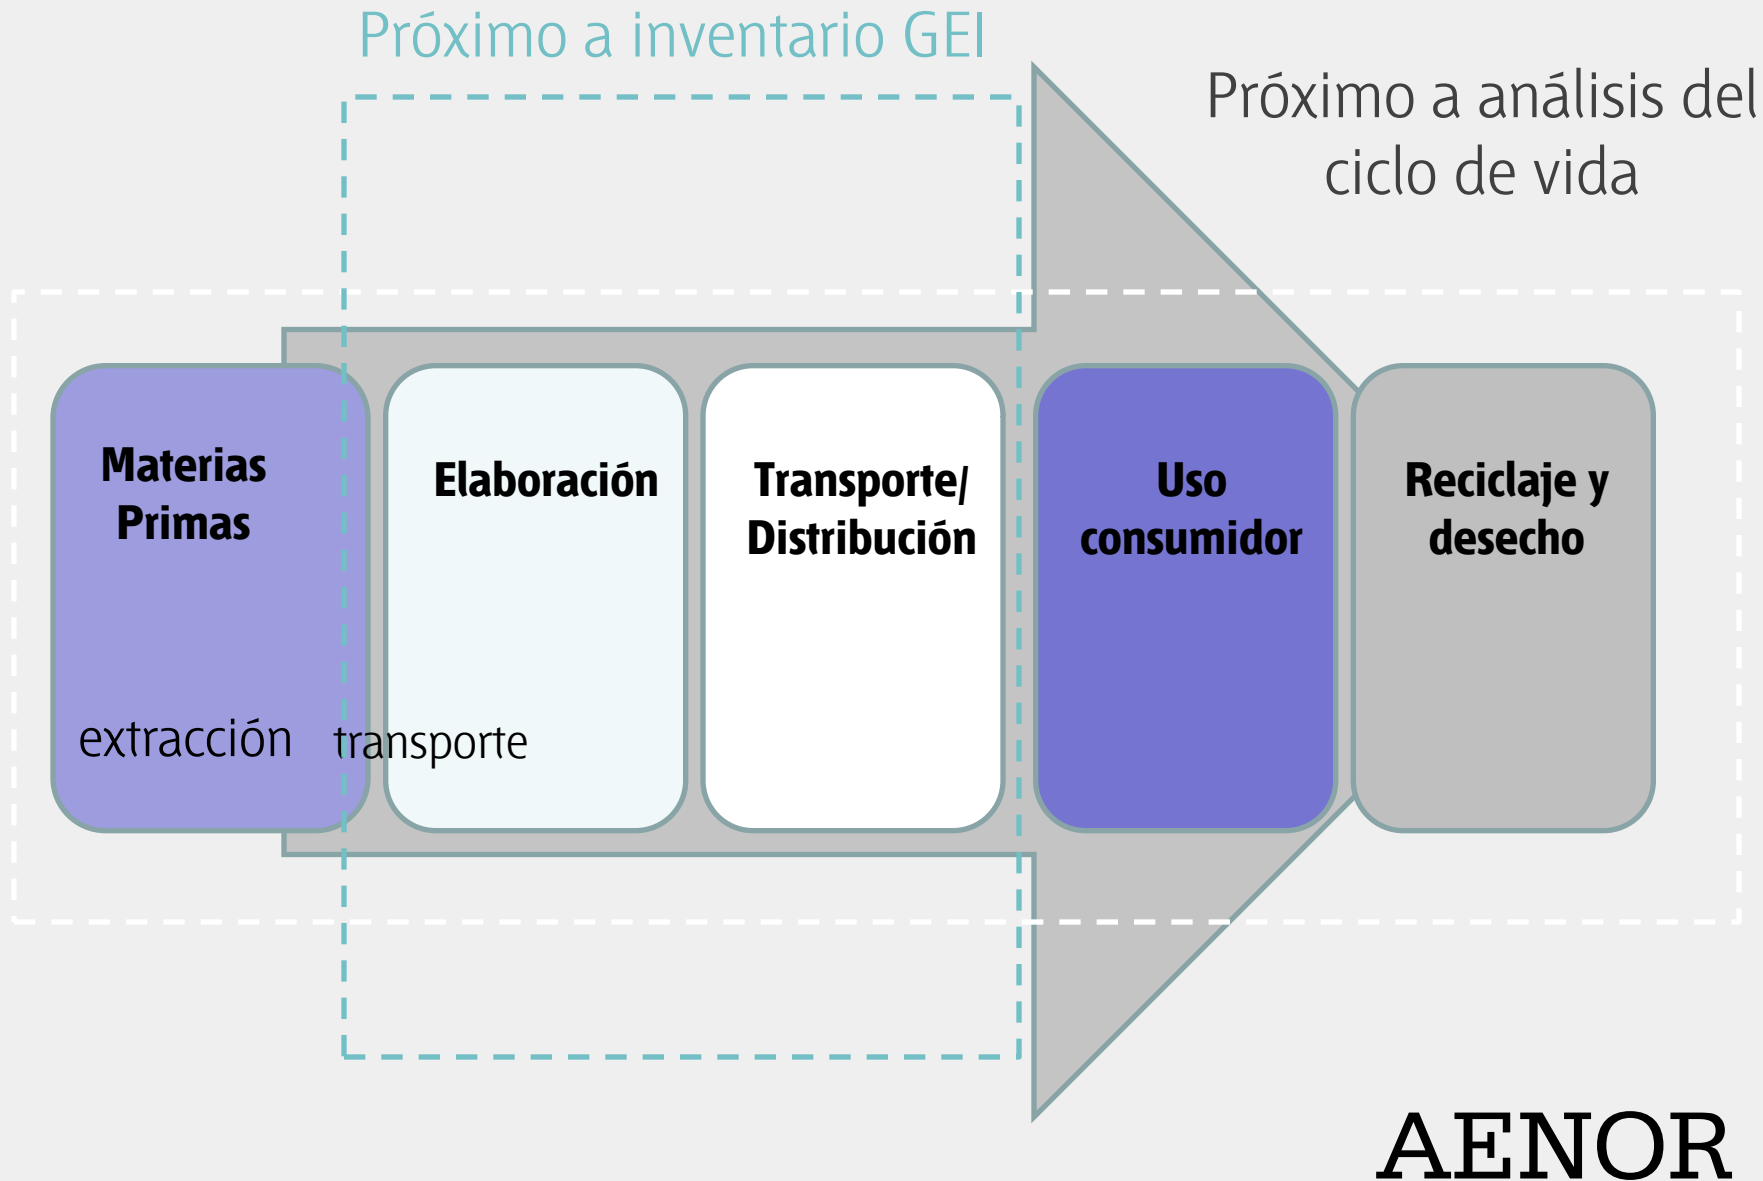 Próximo a inventario GEI
Próximo a análisis del
ciclo de vida
Materias
Primas
Elaboración
Transporte/
Distribución
Uso
consumidor
Reciclaje y
desecho
extracción
transporte
AENOR